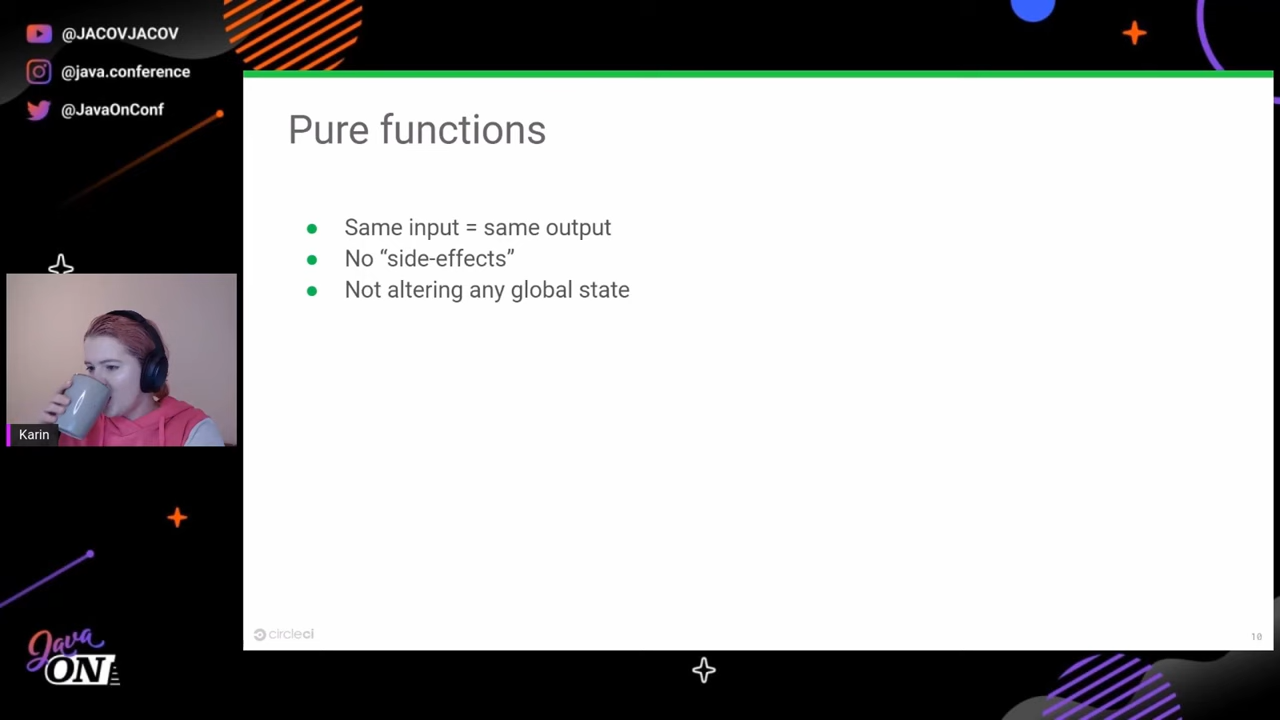 @JACOVJACOV
@java.conference
@JavaOnConf
Pure functions
● Same input = same output
● No “side-effects”
● Not altering any global state
Karin
circleci
10
Java
ON